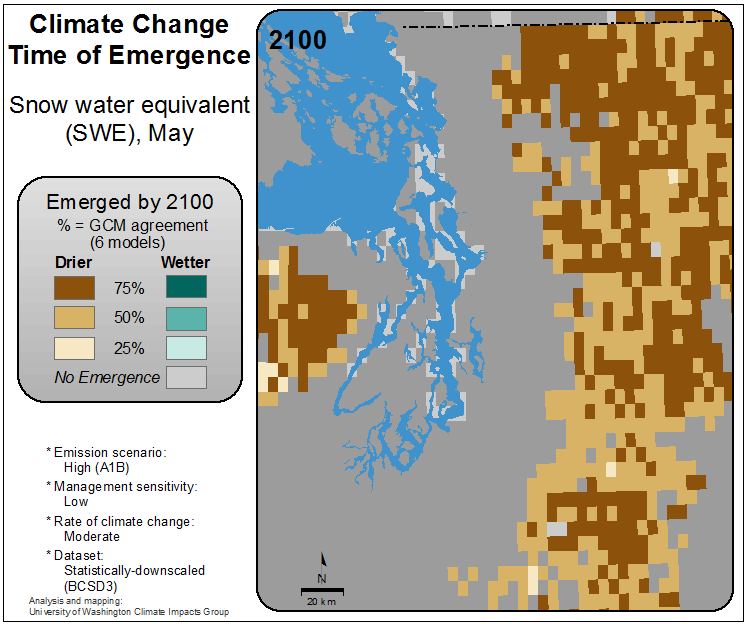 Climate Change
Time of Emergence
Snow water equivalent
(SWE), May
Emerged by 2100
% = GCM agreement
(6 models)
Drier Wetter
75%
50%
25%
No Emergence
* Emission scenario:
High (A1B)
* Management sensitivity:
Low
* Rate of climate change:
Moderate
* Dataset:
Statistically-downscaled
(BCSD3)
Analysis and mapping:
University of Washington Climate Impacts Group
2100
N
20 km